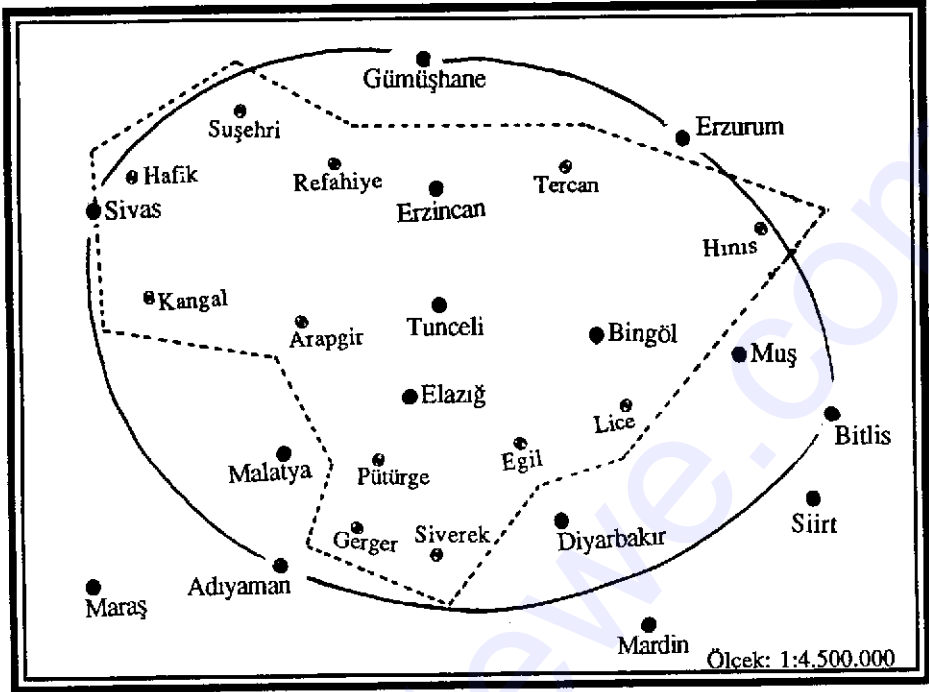 Gümüşhane
Suşehri
Erzurum
Hafik
Refahiye
Tercan
Sivas
Erzincan
Hınıs
Kangal
Arapgir
Tunceli
Bingöl
Muş
Elazığ
Lice
Bitlis
Malatya
Pütürge
Egil
Siirt
Gerger
Siverek
Diyarbakır
Adıyaman
Maraş
Mardin
Ölçek: 1:4.500.000